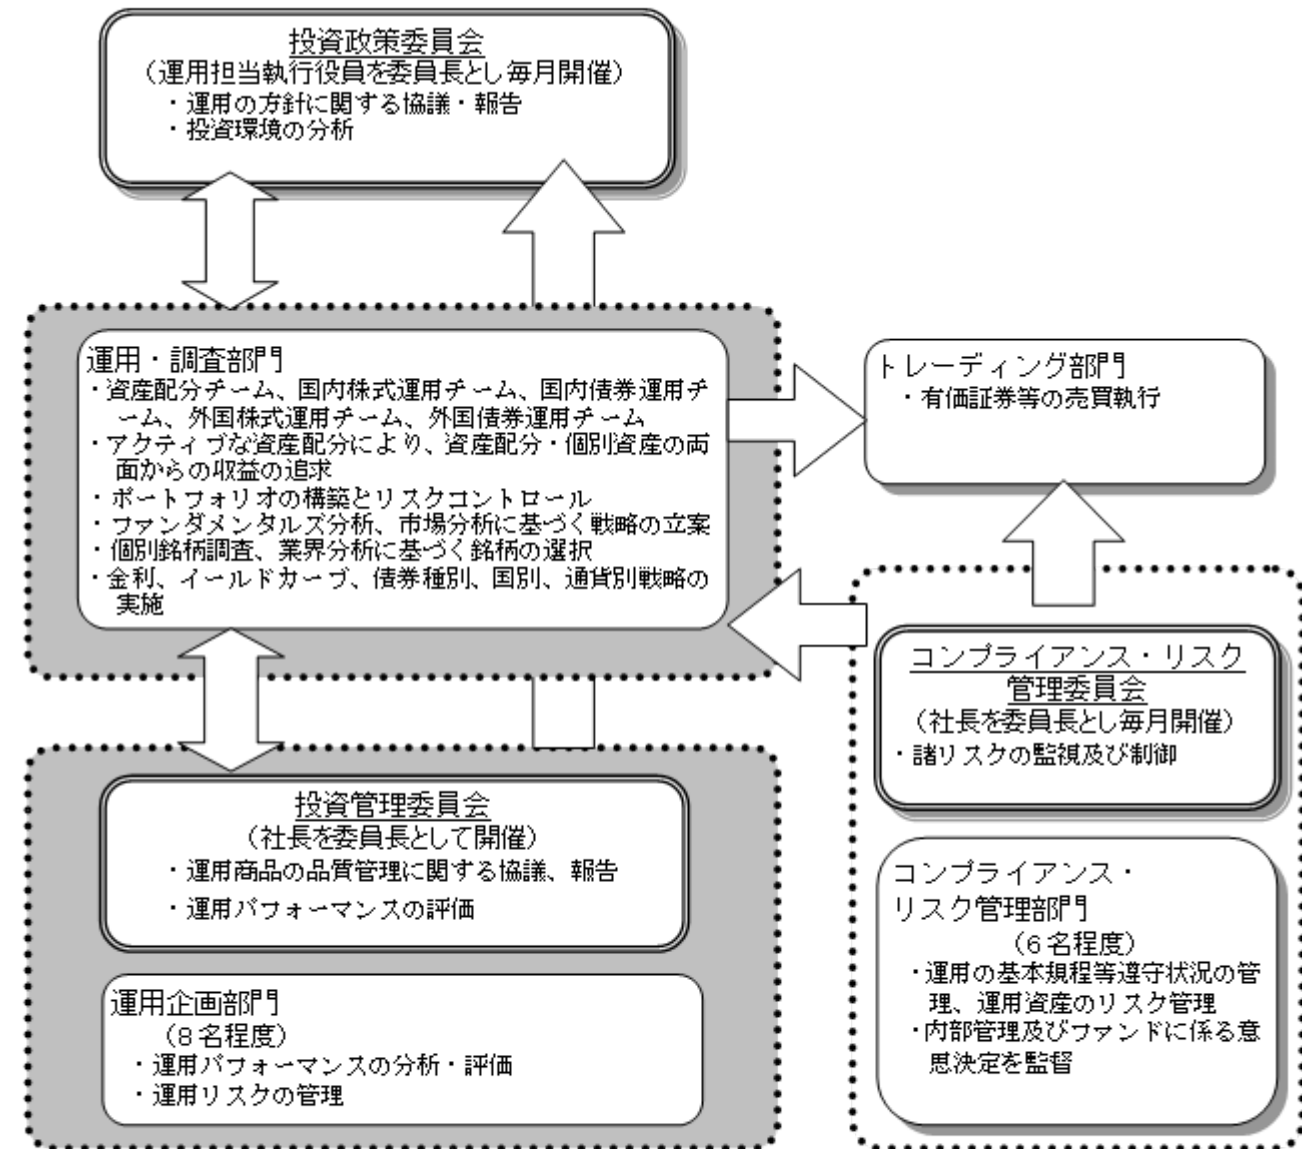 投資政策委員会
（運用担当執行役員を委員長とし毎月開催）
・運用の方針に関する協議・報告
・投資環境の分析
運用・調査部門
・資産配分チーム、国内株式運用チーム、国内債券運用チ
ーム、外国株式運用チーム、外国債券運用チーム
・アクティブな資産配分により、資産配分・個別資産の両
面からの収益の追求
・ポートフォリオの構築とリスクコントロール
・ファンダメンタルズ分析、市場分析に基づく戦略の立案
・個別銘柄調査、業界分析に基づく銘柄の選択
・金利、イールドカーブ、債券種別、国別、通貨別戦略の
実施
トレーディング部門
・有価証券等の売買執行
投資管理委員会
（社長を委員長として開催）
・運用商品の品質管理に関する協議、報告
・運用パフォーマンスの評価
運用企画部門
（8名程度）
・運用パフォーマンスの分析・評価
・運用リスクの管理
コンプライアンス・リスク
管理委員会
（社長を委員長とし毎月開催）
・諸リスクの監視及び制御
コンプライアンス・
リスク管理部門
（6名程度）
・運用の基本規程等遵守状況の管
理、運用資産のリスク管理
・内部管理及びファンドに係る意
思決定を監督